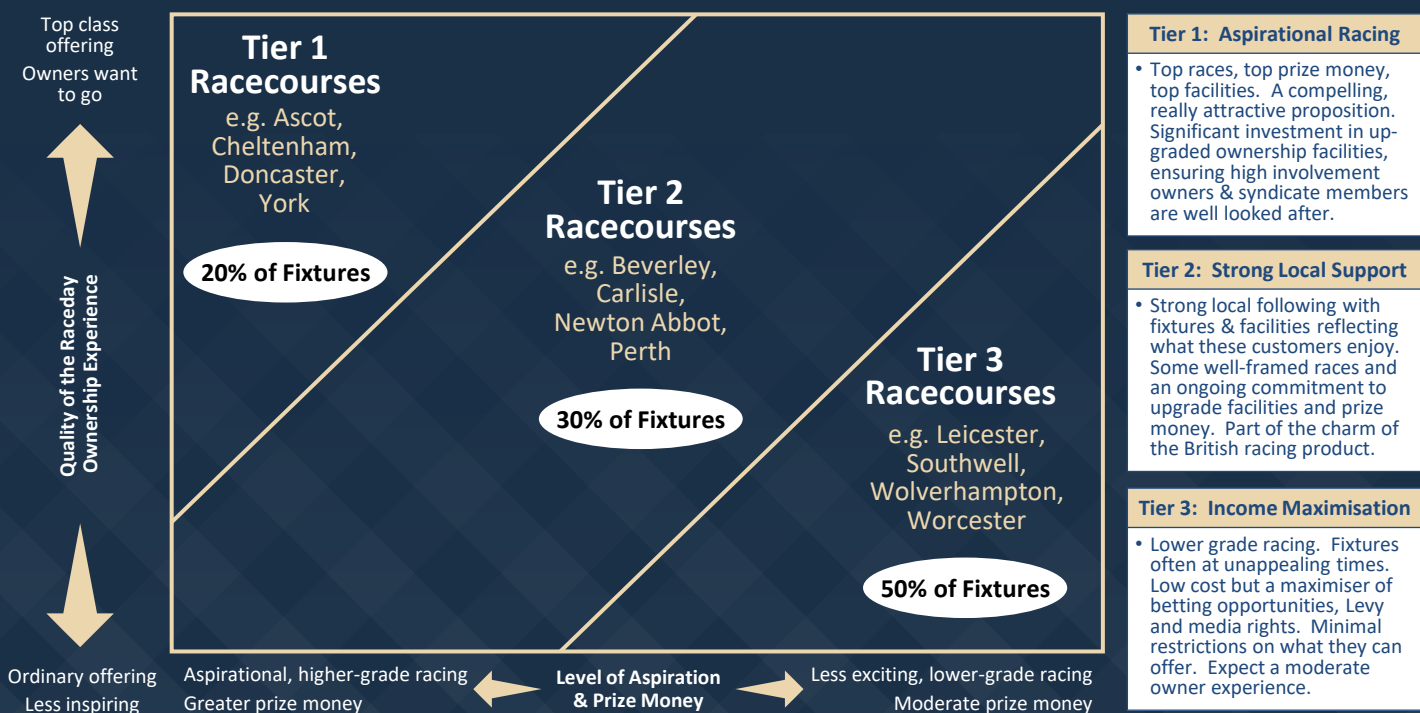 Top class
offering
Owners want
to go
Quality of the Raceday
Ownership Experience
Ordinary offering
Less inspiring
Tier 1
Racecourses
e.g. Ascot,
Cheltenham,
Doncaster,
York
20% of Fixtures
Tier 2
Racecourses
e.g. Beverley,
Carlisle,
Newton Abbot,
Perth
30% of Fixtures
Tier 3
Racecourses
e.g. Leicester,
Southwell,
Wolverhampton,
Worcester
50% of Fixtures
Aspirational, higher-grade racing
Greater prize money
Level of Aspiration
& Prize Money
Less exciting, lower-grade racing
Moderate prize money
Tier 1: Aspirational Racing
• Top races, top prize money,
top facilities. A compelling,
really attractive proposition.
Significant investment in up-
graded ownership facilities,
ensuring high involvement
owners & syndicate members
are well looked after.
Tier 2: Strong Local Support
• Strong local following with
fixtures & facilities reflecting
what these customers enjoy.
Some well-framed races and
an ongoing commitment to
upgrade facilities and prize
money. Part of the charm of
the British racing product.
Tier 3: Income Maximisation
• Lower grade racing. Fixtures
often at unappealing times.
Low cost but a maximiser of
betting opportunities, Levy
and media rights. Minimal
restrictions on what they can
offer. Expect a moderate
owner experience.